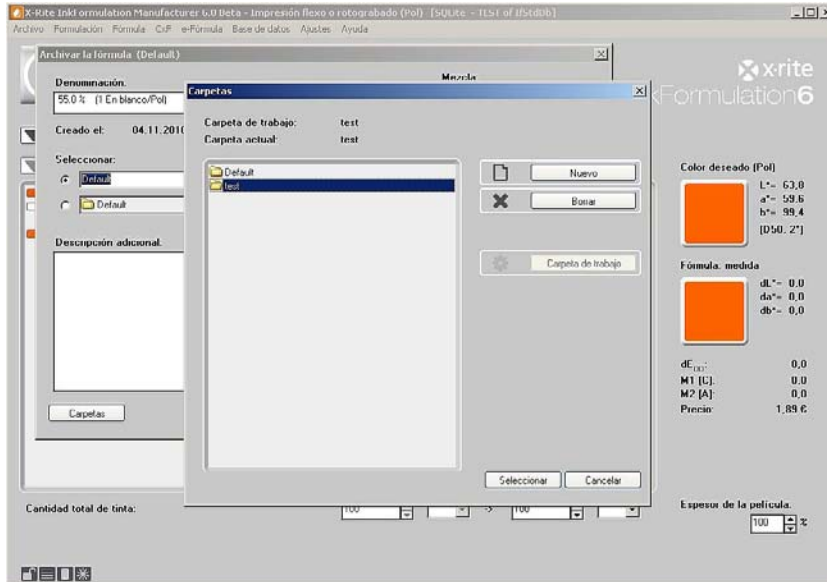 X-Rite InkFormulation Manufacturer 6.0 Beta - Impresión flexo o rotograbado (Pol) - [SQLite - TEST of IfStdDb]
Archivo Formulación Fórmula CxF e-Fórmula Base de datos Ajustes Ayuda
Archivar la fórmula (Default)
Denominación.
Mezcla
55.0 % (1 En blanco/Pol)
Creado el: 04.11.2010
Seleccionar:
Default
Default
Descripción adicional.
Carpetas
Carpetas
Carpeta de trabajo: test
Carpeta actual: test
Default
test
Nuevo
Borrar
Carpeta de trabajo
Seleccionar
Cancelar
x·rite
kFormulation6
Color deseado (Pol)
L*= 63,8
a*= 59,6
b*= 99,4
[D50. 2°]
Fórmula. medida
dL*= 0.0
da*= 0,0
db*= 0,0
dE00: 0,0
M1 [C]. 0.0
M2 [A]: 0,0
Precio: 1,89 €
Cantidad total de tinta:
100
->
100
Espesor de la película.
100 %